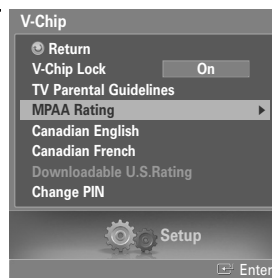 V-Chip
Return
V-Chip Lock On
TV Parental Guidelines
MPAA Rating
Canadian English
Canadian French
Downloadable U.S.Rating
Change PIN
Setup
Enter